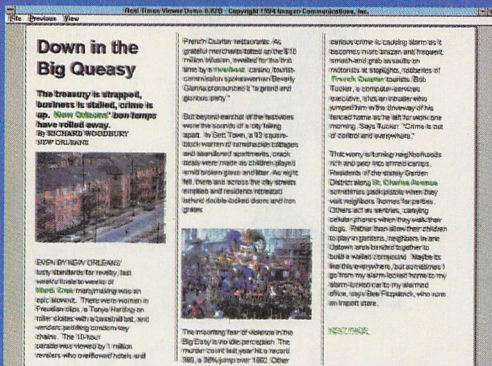 Real Times Viewer Demo 0.82B - Copyright 1994 Imagen Communications, Inc.
File Previous View
Down in the
Big Queasy
The treasury is strapped,
business is stalled, crime is
up. New Orleans' bon temps
have rolled away.
By RICHARD WOODBURY
NEW ORLEANS
EVEN BY NEW ORLEANS'
lusty standards for revelry, last
week's finale to weeks of
Mardi Gras merrymaking was an
epic blowout. There were women in
Freudian slips, a Tonya Harding on
roller skates with a baseball bat, and
vendors peddling condom key
chains. The 10-hour
parade was viewed by 1 million
revelers who overflowed hotels and
French Quarter restaurants. As
grateful merchants totted up the $10
million infusion, swelled for the first
time by a riverboat casino, tourist-
commission spokeswoman Beverly
Gianna pronounced it "a grand and
glorious party."
But beyond earshot of the festivities
were the sounds of a city falling
apart. In Gert Town, a 92 square-
block warren of ramshackle cottages
and abandoned apartments, crack
deals were made as children played
amid broken glass and litter. As night
fell, there and across the city streets
emptied and residents retreated
behind double-locked doors and iron
grates.
The mounting fear of violence in the
Big Easy is no idle perception. The
murder count last year hit a record
389, a 38% jump over 1992. Other
serious crime is causing alarm as it
becomes more brazen and frequent:
smash-and-grab assaults on
motorists at stoplights, robberies of
French Quarter tourists. Bob
Tucker, a computer-services
executive, shot an intruder who
jumped him in the driveway of his
fenced home as he left for work one
morning. Says Tucker: "Crime is out
of control and everywhere."
That worry is turning neighborhoods
rich and poor into armed camps.
Residents of the stately Garden
District along St. Charles Avenue
sometimes pack pistols when they
visit neighbors' homes for parties.
Others act as sentries, carrying
cellular phones when they walk their
dogs. Rather than allow their children
to play in gardens, neighbors in one
Uptown area banded together to
build a walled compound. "Maybe it's
like this everywhere, but sometimes I
go from my alarm-locked home to my
alarm-locked car to my alarmed
office, says Bea Fitzpatrick, who runs
an import store.
NEXT PAGE